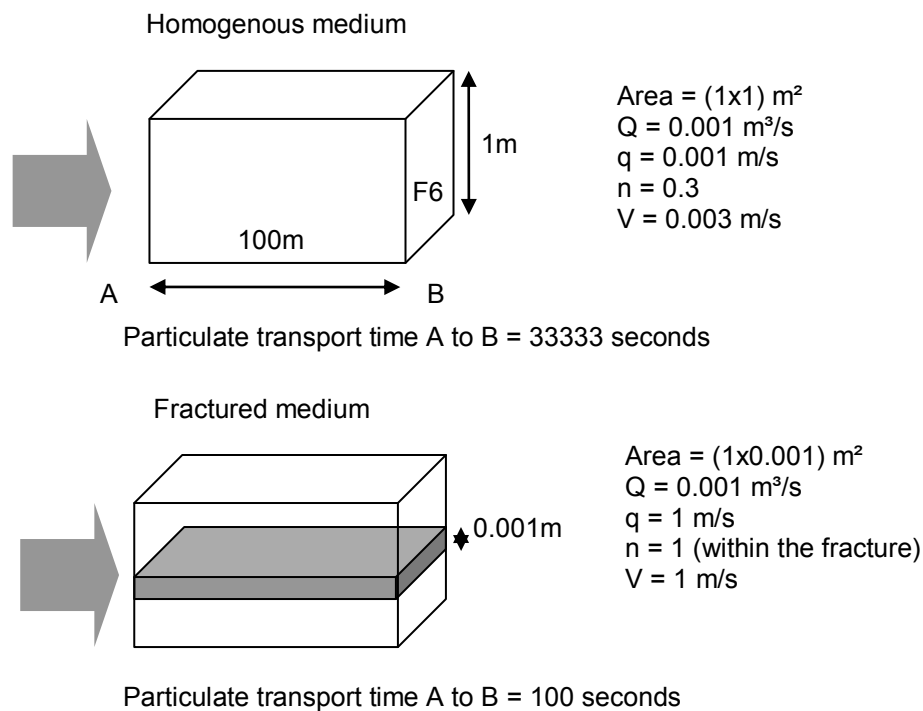 Homogenous medium
Area = (1x1) m²
Q = 0.001 m³/s
q = 0.001 m/s
n = 0.3
V = 0.003 m/s
1m
F6
100m
A
B
Particulate transport time A to B = 33333 seconds
Fractured medium
Area = (1x0.001) m²
Q = 0.001 m³/s
q = 1 m/s
n = 1 (within the fracture)
V = 1 m/s
0.001m
Particulate transport time A to B = 100 seconds